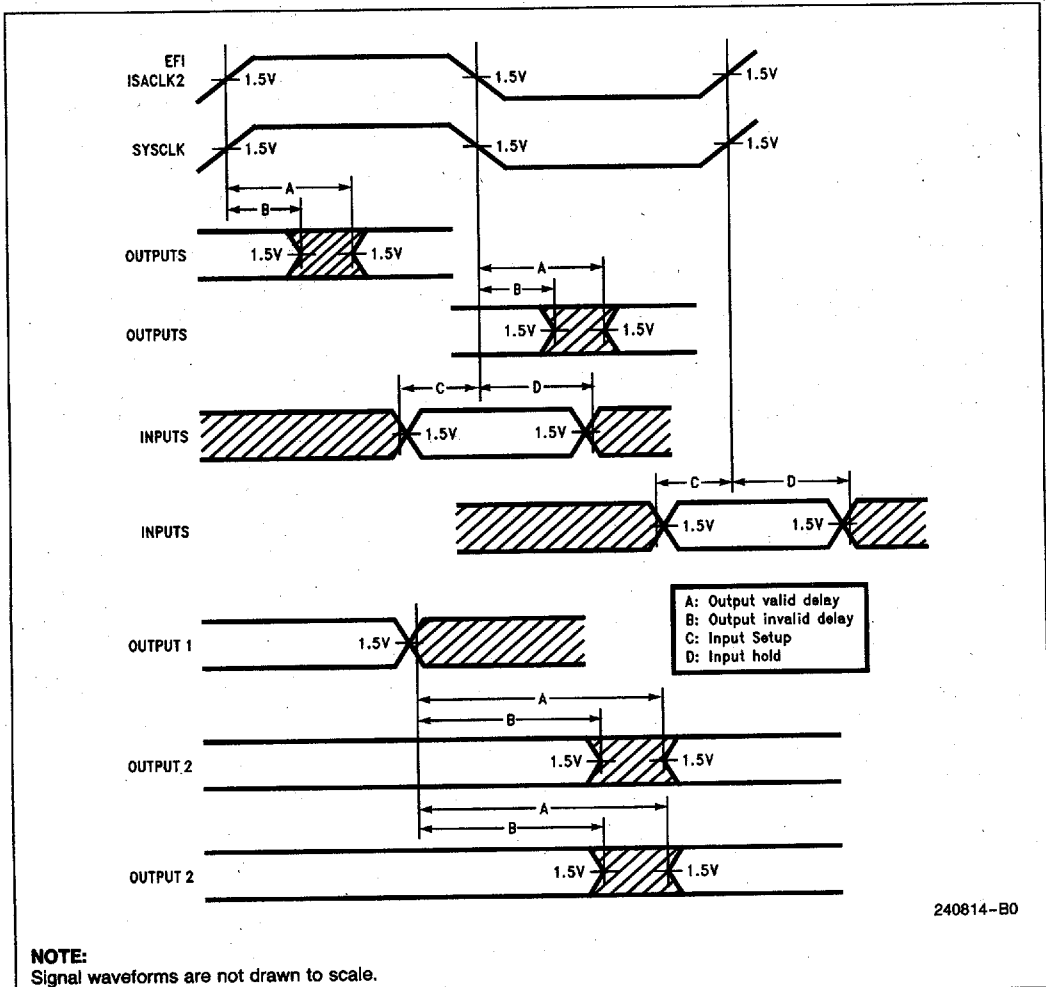 EFI
ISACLK2
1.5V
1.5V
1.5V
SYSCLK
1.5V
1.5V
1.5V
A
B
OUTPUTS
1.5V
1.5V
A
B
OUTPUTS
1.5V
1.5V
C
D
INPUTS
1.5V
1.5V
C
D
INPUTS
1.5V
1.5V
A: Output valid delay
B: Output invalid delay
C: Input Setup
D: Input hold
OUTPUT 1
1.5V
A
B
OUTPUT 2
1.5V
1.5V
A
B
OUTPUT 2
1.5V
1.5V
240814–B0
NOTE:
Signal waveforms are not drawn to scale.